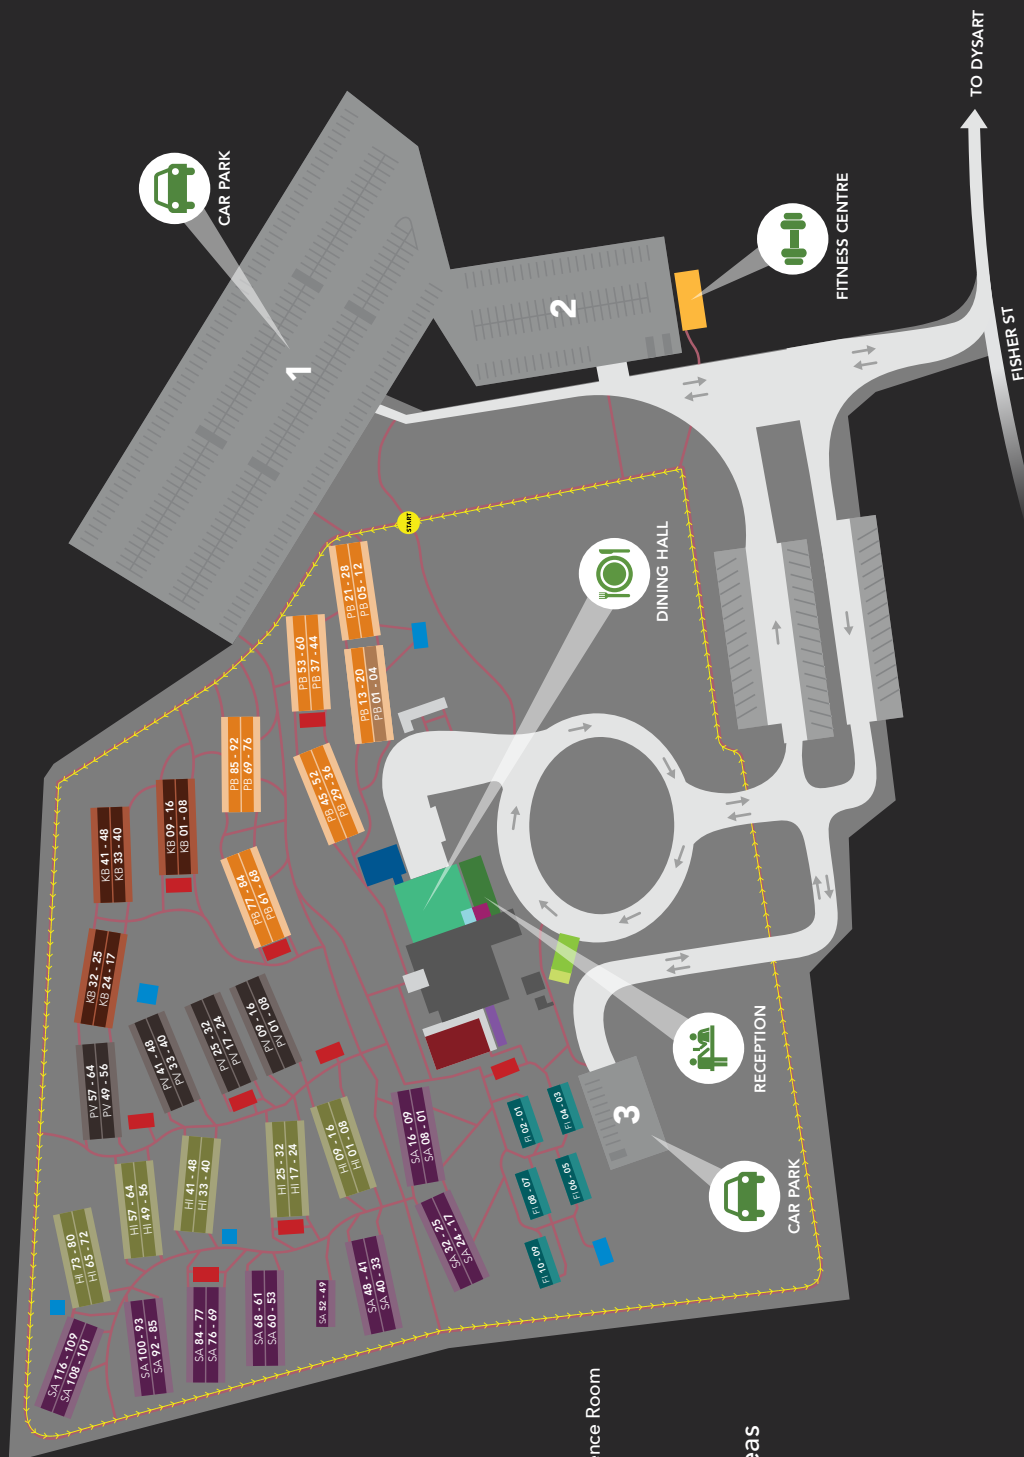 TO DYSART
FISHER ST
CAR PARK
1
2
FITNESS CENTRE
START
DINING HALL
PB 21 - 28
PB 05 - 12
PB 53 - 60
PB 37 - 44
PB 13 - 20
PB 01 - 04
PB 85 - 92
PB 69 - 76
PB 45 - 52
PB 29 - 36
PB 77 - 84
PB 61 - 68
KB 09 - 16
KB 01 - 08
KB 41 - 48
KB 33 - 40
KB 32 - 25
KB 24 - 17
PV 09 - 16
PV 01 - 08
PV 25 - 32
PV 17 - 24
PV 41 - 48
PV 33 - 40
PV 57 - 64
PV 49 - 56
HI 09 - 16
HI 01 - 08
HI 25 - 32
HI 17 - 24
HI 41 - 48
HI 33 - 40
HI 57 - 64
HI 49 - 56
HI 73 - 80
HI 65 - 72
SA 16 - 09
SA 08 - 01
SA 32 - 25
SA 24 - 17
SA 48 - 41
SA 40 - 33
SA 52 - 49
SA 68 - 61
SA 60 - 53
SA 84 - 77
SA 76 - 69
SA 100 - 93
SA 92 - 85
SA 116 - 109
SA 108 - 101
FI 02 - 01
FI 04 - 03
FI 06 - 05
FI 08 - 07
FI 10 - 09
RECEPTION
3
CAR PARK
ence Room
eas